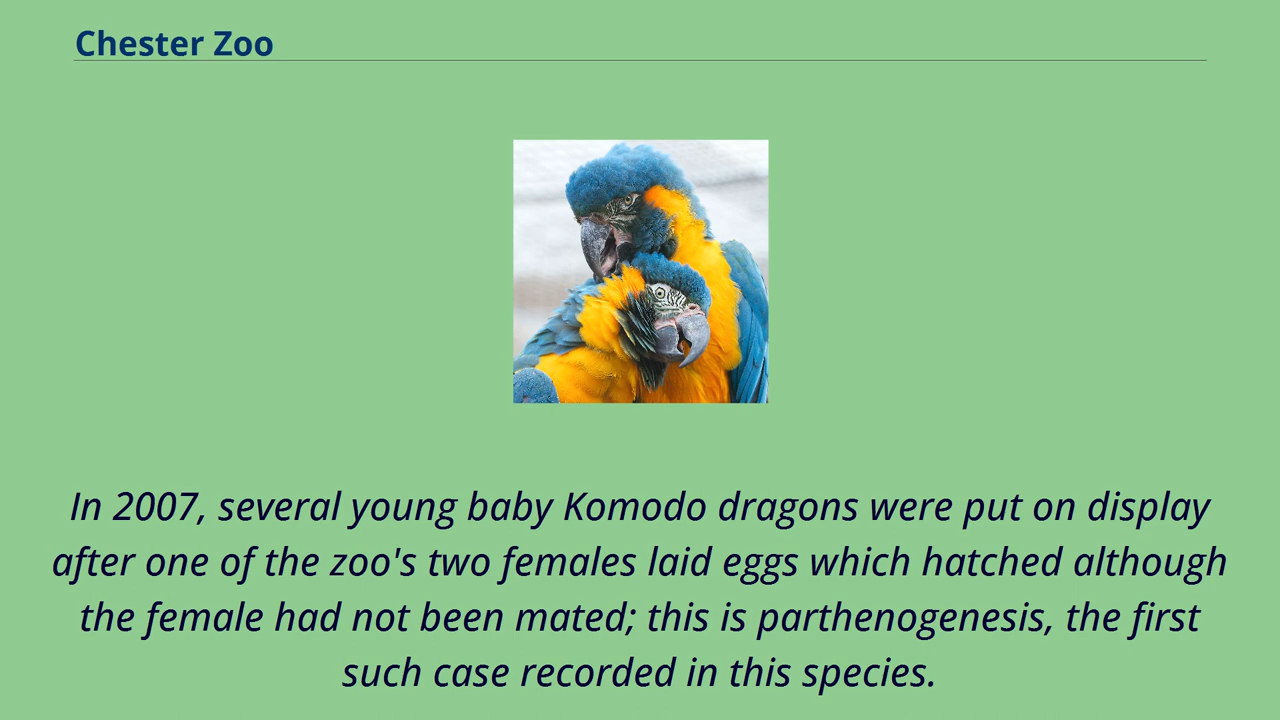 Chester Zoo
In 2007, several young baby Komodo dragons were put on display
after one of the zoo's two females laid eggs which hatched although
the female had not been mated; this is parthenogenesis, the first
such case recorded in this species.